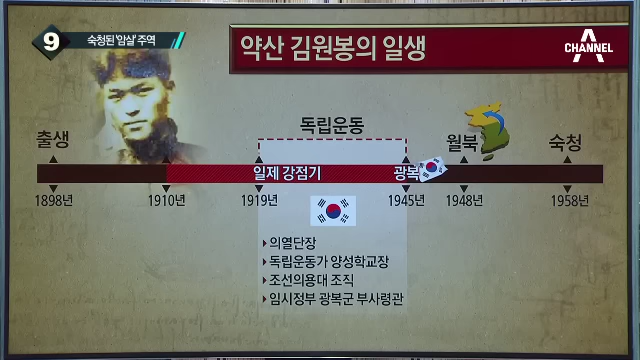 9 숙청된 '암살' 주역
CHANNEL A
약산 김원봉의 일생
독립운동
출생
월북
숙청
일제 강점기
광복
1898년
1910년
1919년
1945년
1948년
1958년
의열단장
독립운동가 양성학교장
조선의용대 조직
임시정부 광복군 부사령관